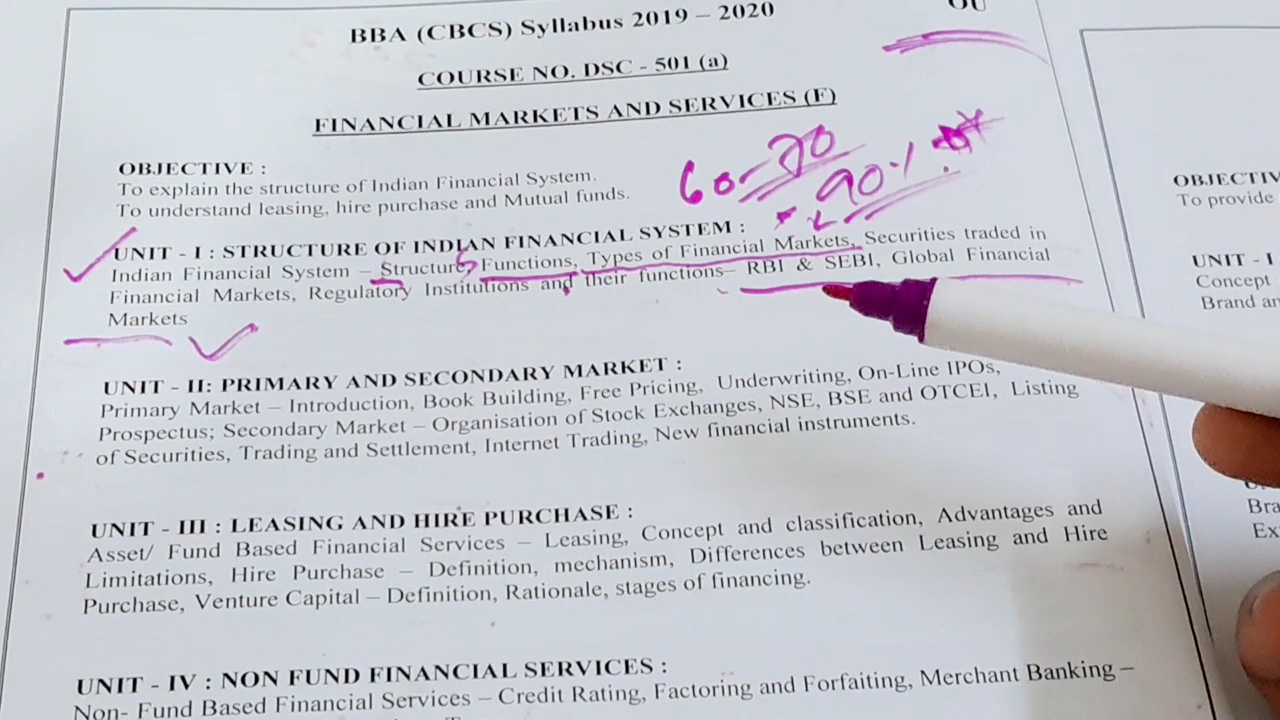 BBA (CBCS) Syllabus 2019 – 2020
OU
COURSE NO. DSC - 501 (a)
FINANCIAL MARKETS AND SERVICES (F)
OBJECTIVE :
To explain the structure of Indian Financial System.
To understand leasing, hire purchase and Mutual funds.
60-70
90%
UNIT - I : STRUCTURE OF INDIAN FINANCIAL SYSTEM :
Indian Financial System – Structure, Functions, Types of Financial Markets, Securities traded in
Financial Markets, Regulatory Institutions and their functions– RBI & SEBI, Global Financial
Markets
UNIT - II: PRIMARY AND SECONDARY MARKET :
Primary Market – Introduction, Book Building, Free Pricing, Underwriting, On-Line IPOs,
Prospectus; Secondary Market – Organisation of Stock Exchanges, NSE, BSE and OTCEI, Listing
of Securities, Trading and Settlement, Internet Trading, New financial instruments.
UNIT - III : LEASING AND HIRE PURCHASE :
Asset/ Fund Based Financial Services – Leasing, Concept and classification, Advantages and
Limitations, Hire Purchase – Definition, mechanism, Differences between Leasing and Hire
Purchase, Venture Capital – Definition, Rationale, stages of financing.
UNIT - IV : NON FUND FINANCIAL SERVICES :
Non- Fund Based Financial Services – Credit Rating, Factoring and Forfaiting, Merchant Banking –
OBJECTIV
To provide
UNIT - I
Concept
Brand an
Bra
Ex